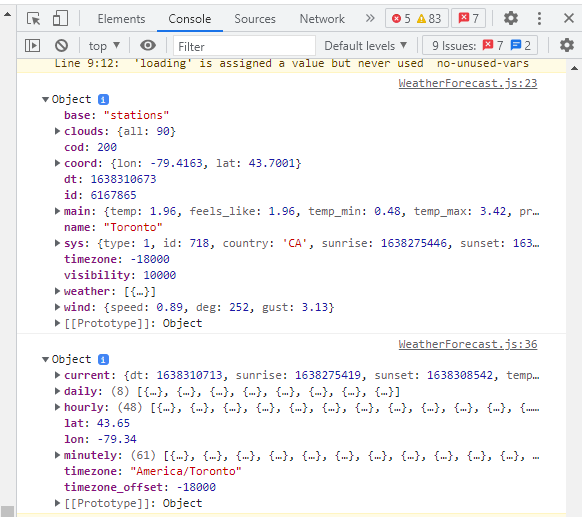 Elements Console Sources Network » 5 83 7
top Filter Default levels 9 Issues: 7 2
Line 9:12: 'loading' is assigned a value but never used no-unused-vars
WeatherForecast.js:23
Object i
base: "stations"
clouds: {all: 90}
cod: 200
coord: {lon: -79.4163, lat: 43.7001}
dt: 1638310673
id: 6167865
main: {temp: 1.96, feels_like: 1.96, temp_min: 0.48, temp_max: 3.42, pr…
name: "Toronto"
sys: {type: 1, id: 718, country: 'CA', sunrise: 1638275446, sunset: 163…
timezone: -18000
visibility: 10000
weather: [{…}]
wind: {speed: 0.89, deg: 252, gust: 3.13}
[[Prototype]]: Object
WeatherForecast.js:36
Object i
current: {dt: 1638310713, sunrise: 1638275419, sunset: 1638308542, temp…
daily: (8) [{…}, {…}, {…}, {…}, {…}, {…}, {…}, {…}]
hourly: (48) [{…}, {…}, {…}, {…}, {…}, {…}, {…}, {…}, {…}, {……
lat: 43.65
lon: -79.34
minutely: (61) [{…}, {…}, {…}, {…}, {…}, {…}, {…}, {…}, {…}, …
timezone: "America/Toronto"
timezone_offset: -18000
[[Prototype]]: Object